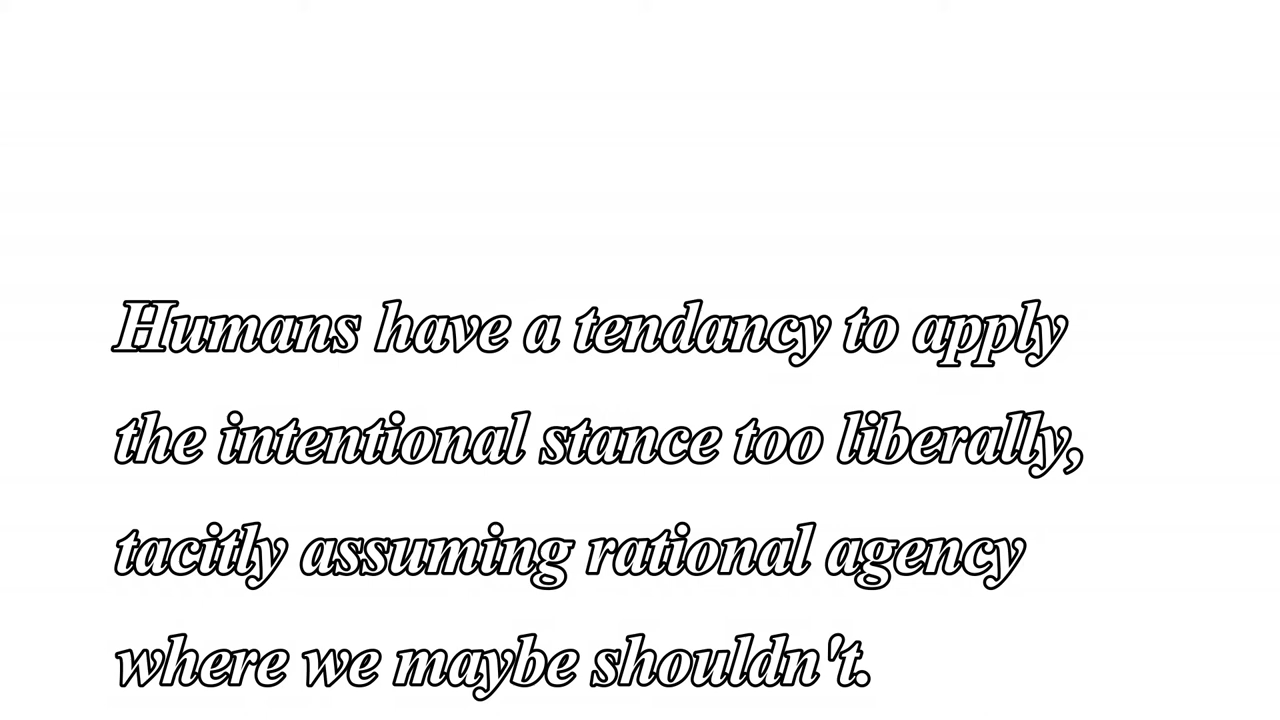 Humans have a tendancy to apply
the intentional stance too liberally,
tacitly assuming rational agency
where we maybe shouldn't.